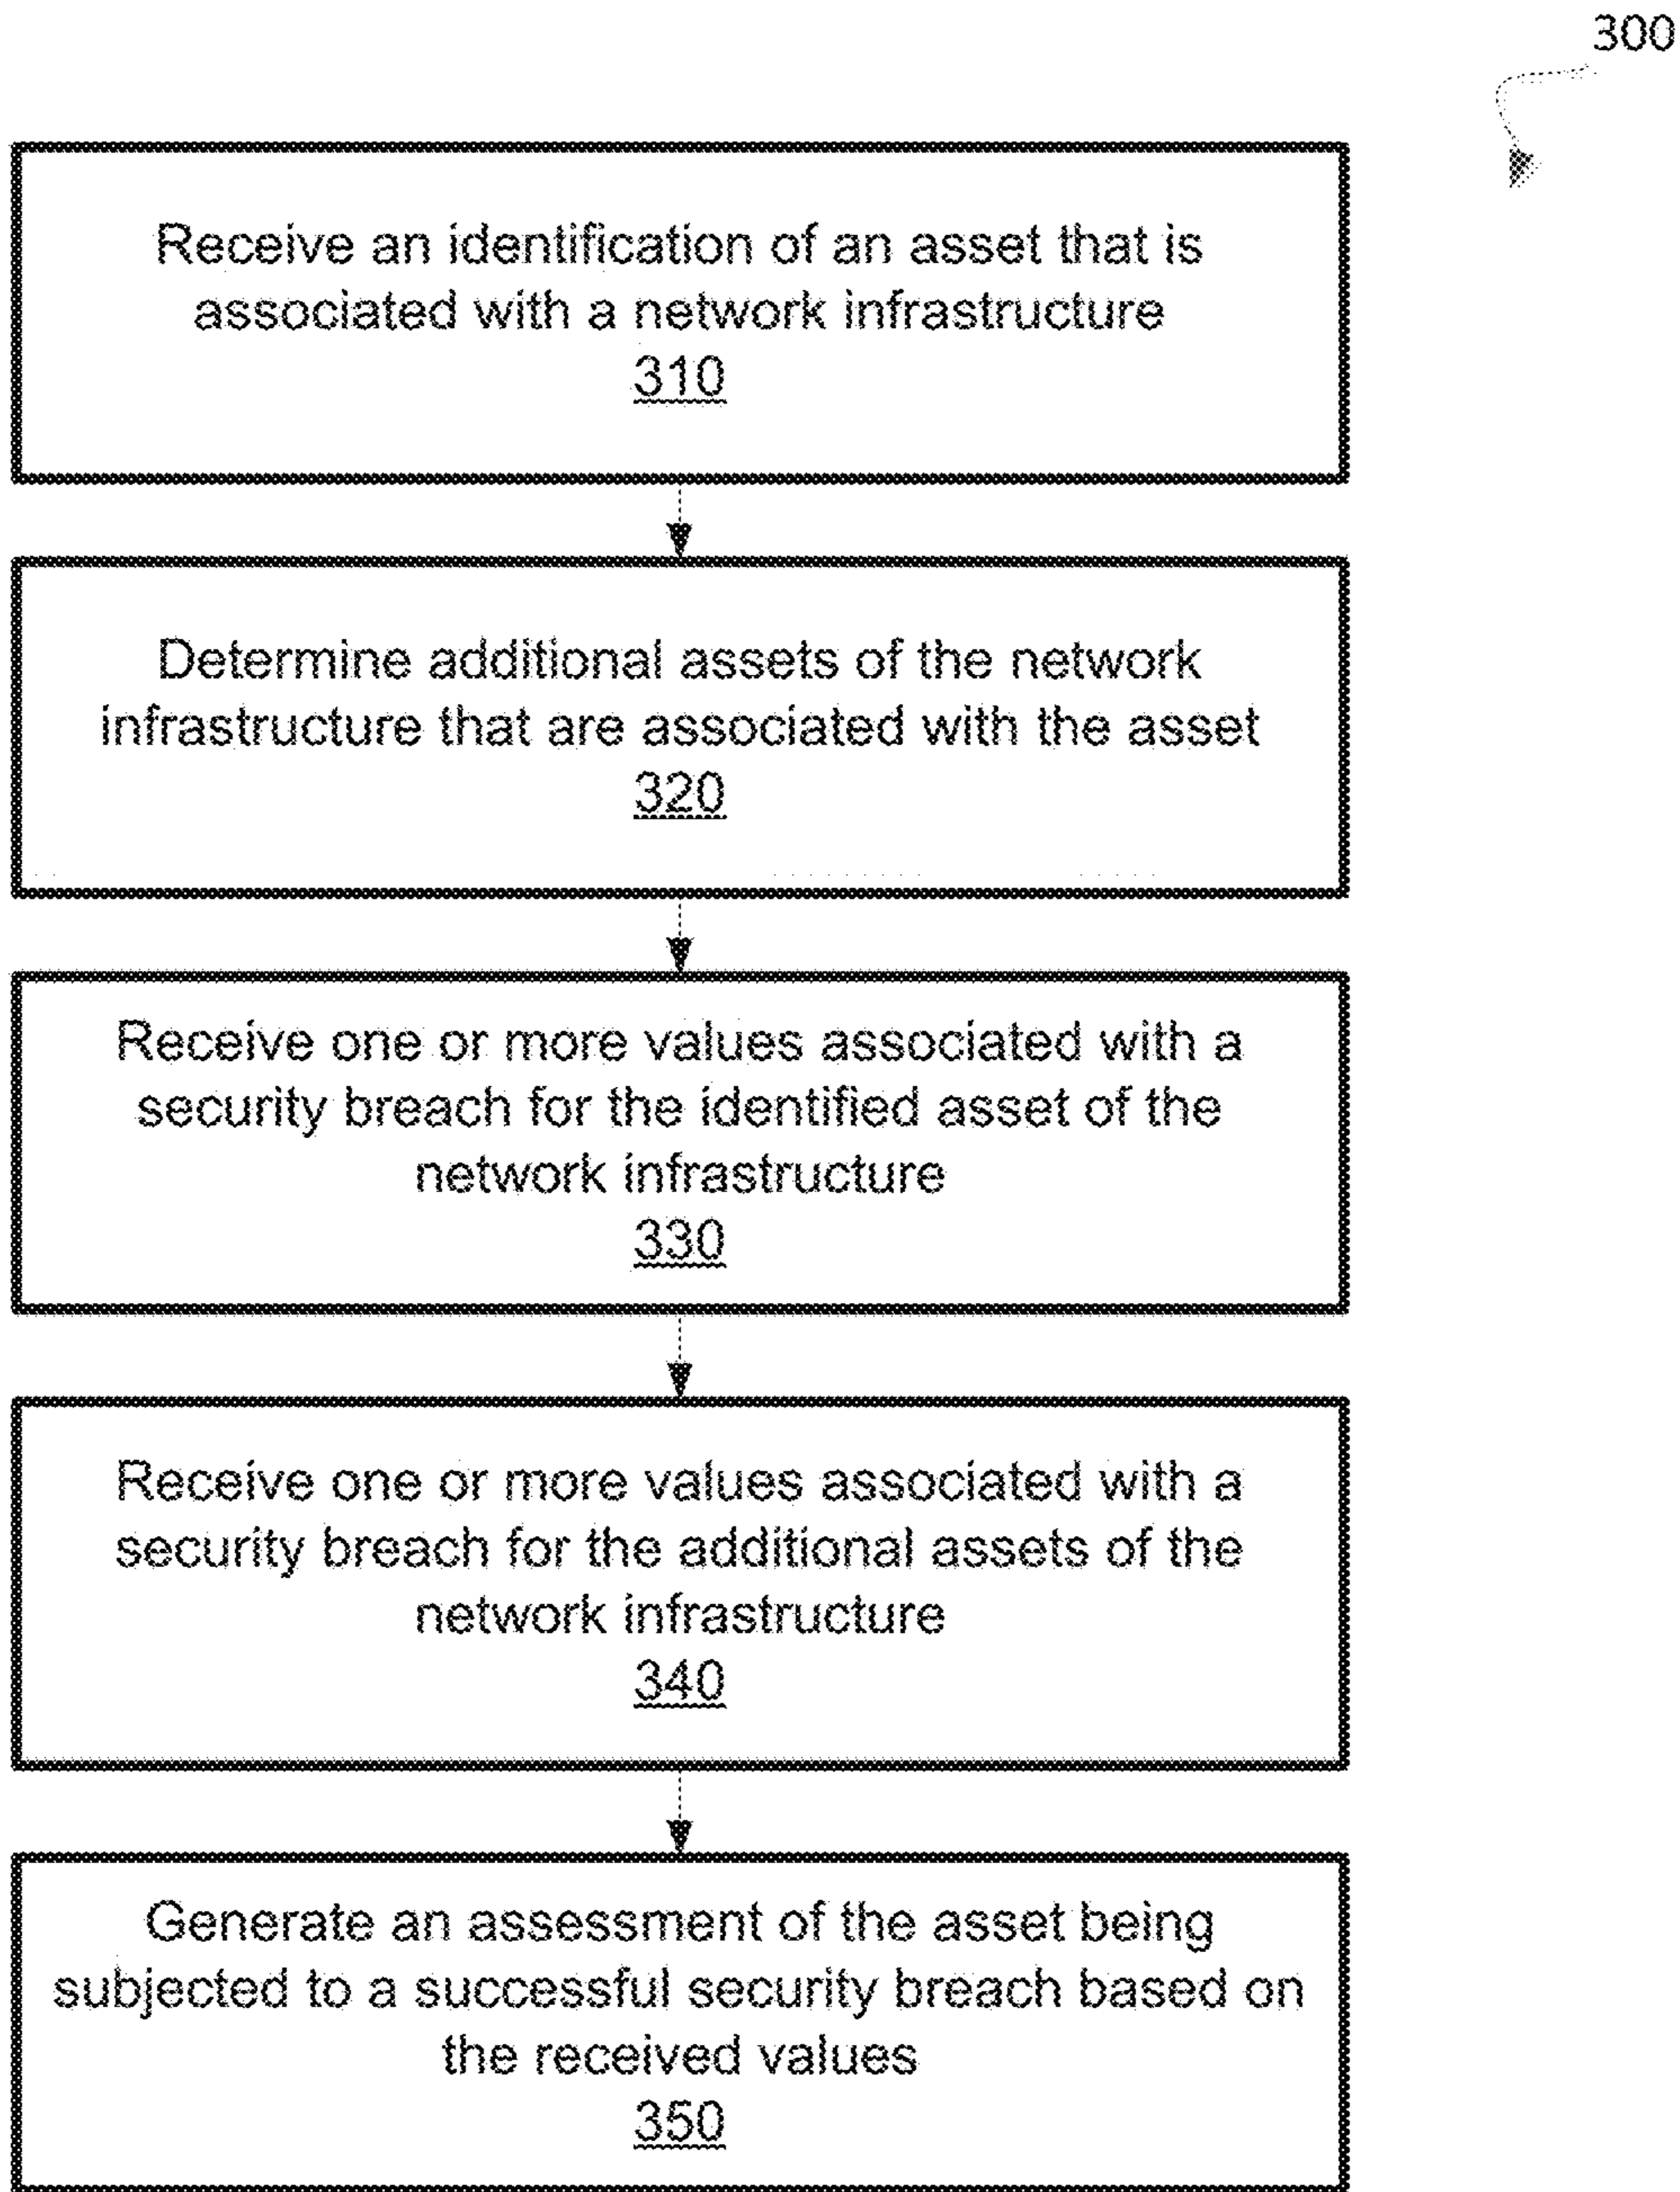 300
Receive an identification of an asset that is
associated with a network infrastructure
310
Determine additional assets of the network
infrastructure that are associated with the asset
320
Receive one or more values associated with a
security breach for the identified asset of the
network infrastructure
330
Receive one or more values associated with a
security breach for the additional assets of the
network infrastructure
340
Generate an assessment of the asset being
subjected to a successful security breach based on
the received values
350